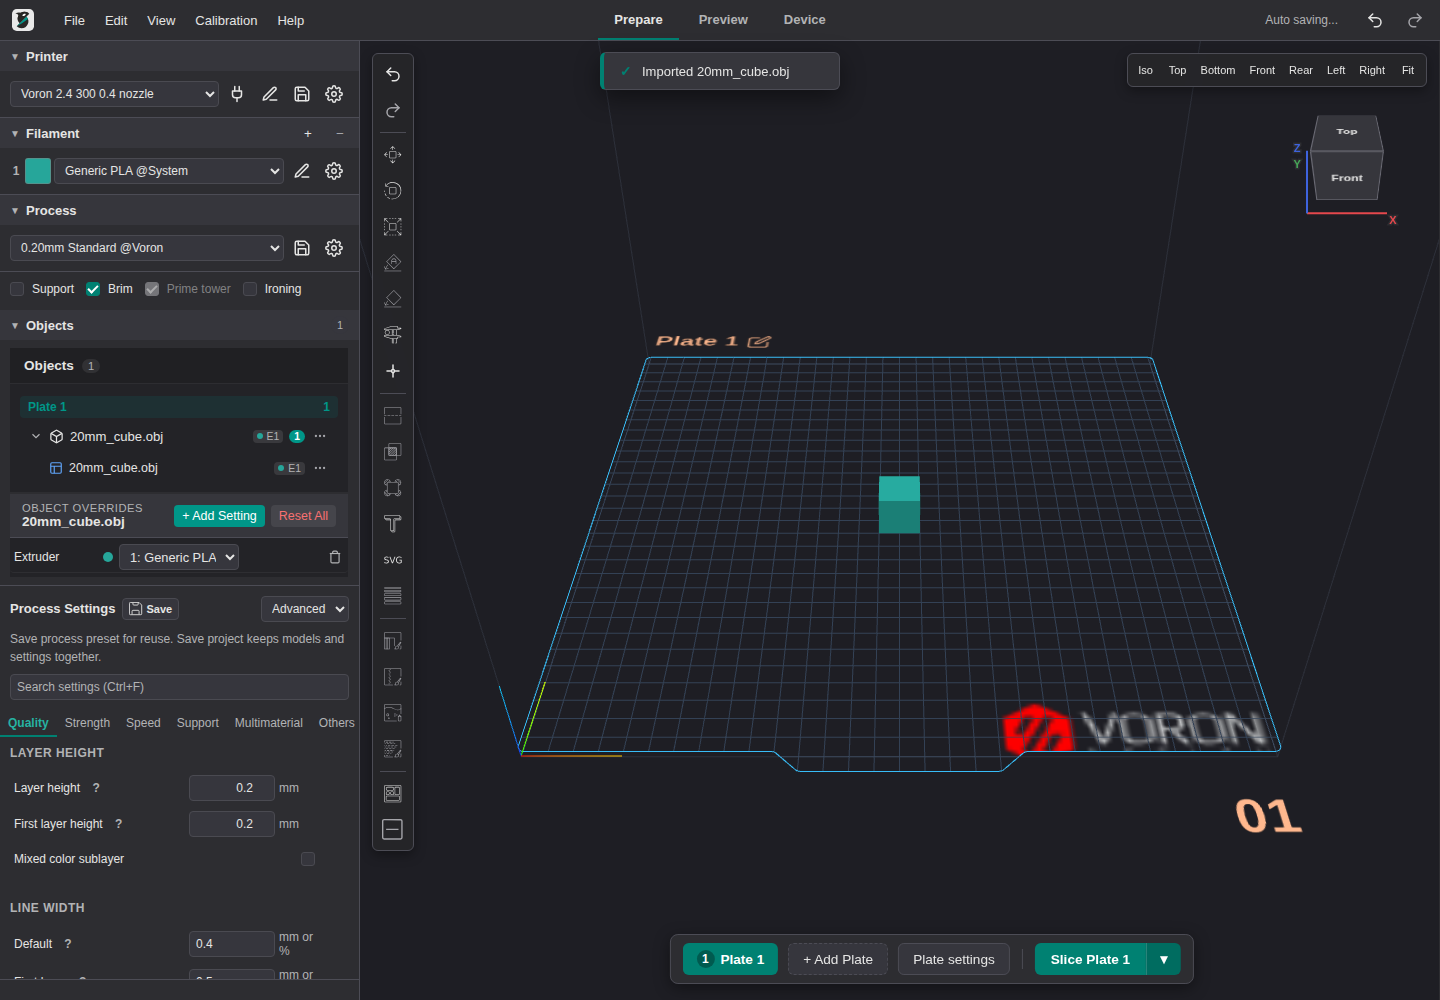 File Edit View Calibration Help
Prepare Preview Device
Auto saving...
Printer
Voron 2.4 300 0.4 nozzle
Filament + −
1 Generic PLA @System
Process
0.20mm Standard @Voron
Support Brim Prime tower Ironing
Objects 1
Objects 1
Plate 1 1
20mm_cube.obj E1 1 ...
20mm_cube.obj E1 ...
OBJECT OVERRIDES
20mm_cube.obj
+ Add Setting Reset All
Extruder 1: Generic PLA
Process Settings Save Advanced
Save process preset for reuse. Save project keeps models and
settings together.
Search settings (Ctrl+F)
Quality Strength Speed Support Multimaterial Others
LAYER HEIGHT
Layer height ? 0.2 mm
First layer height ? 0.2 mm
Mixed color sublayer
LINE WIDTH
Default ? 0.4 mm or
%
mm or
✓ Imported 20mm_cube.obj
Iso Top Bottom Front Rear Left Right Fit
Top
Front
Z
Y
X
SVG
Plate 1
VORON
01
1 Plate 1 + Add Plate Plate settings Slice Plate 1 ▼